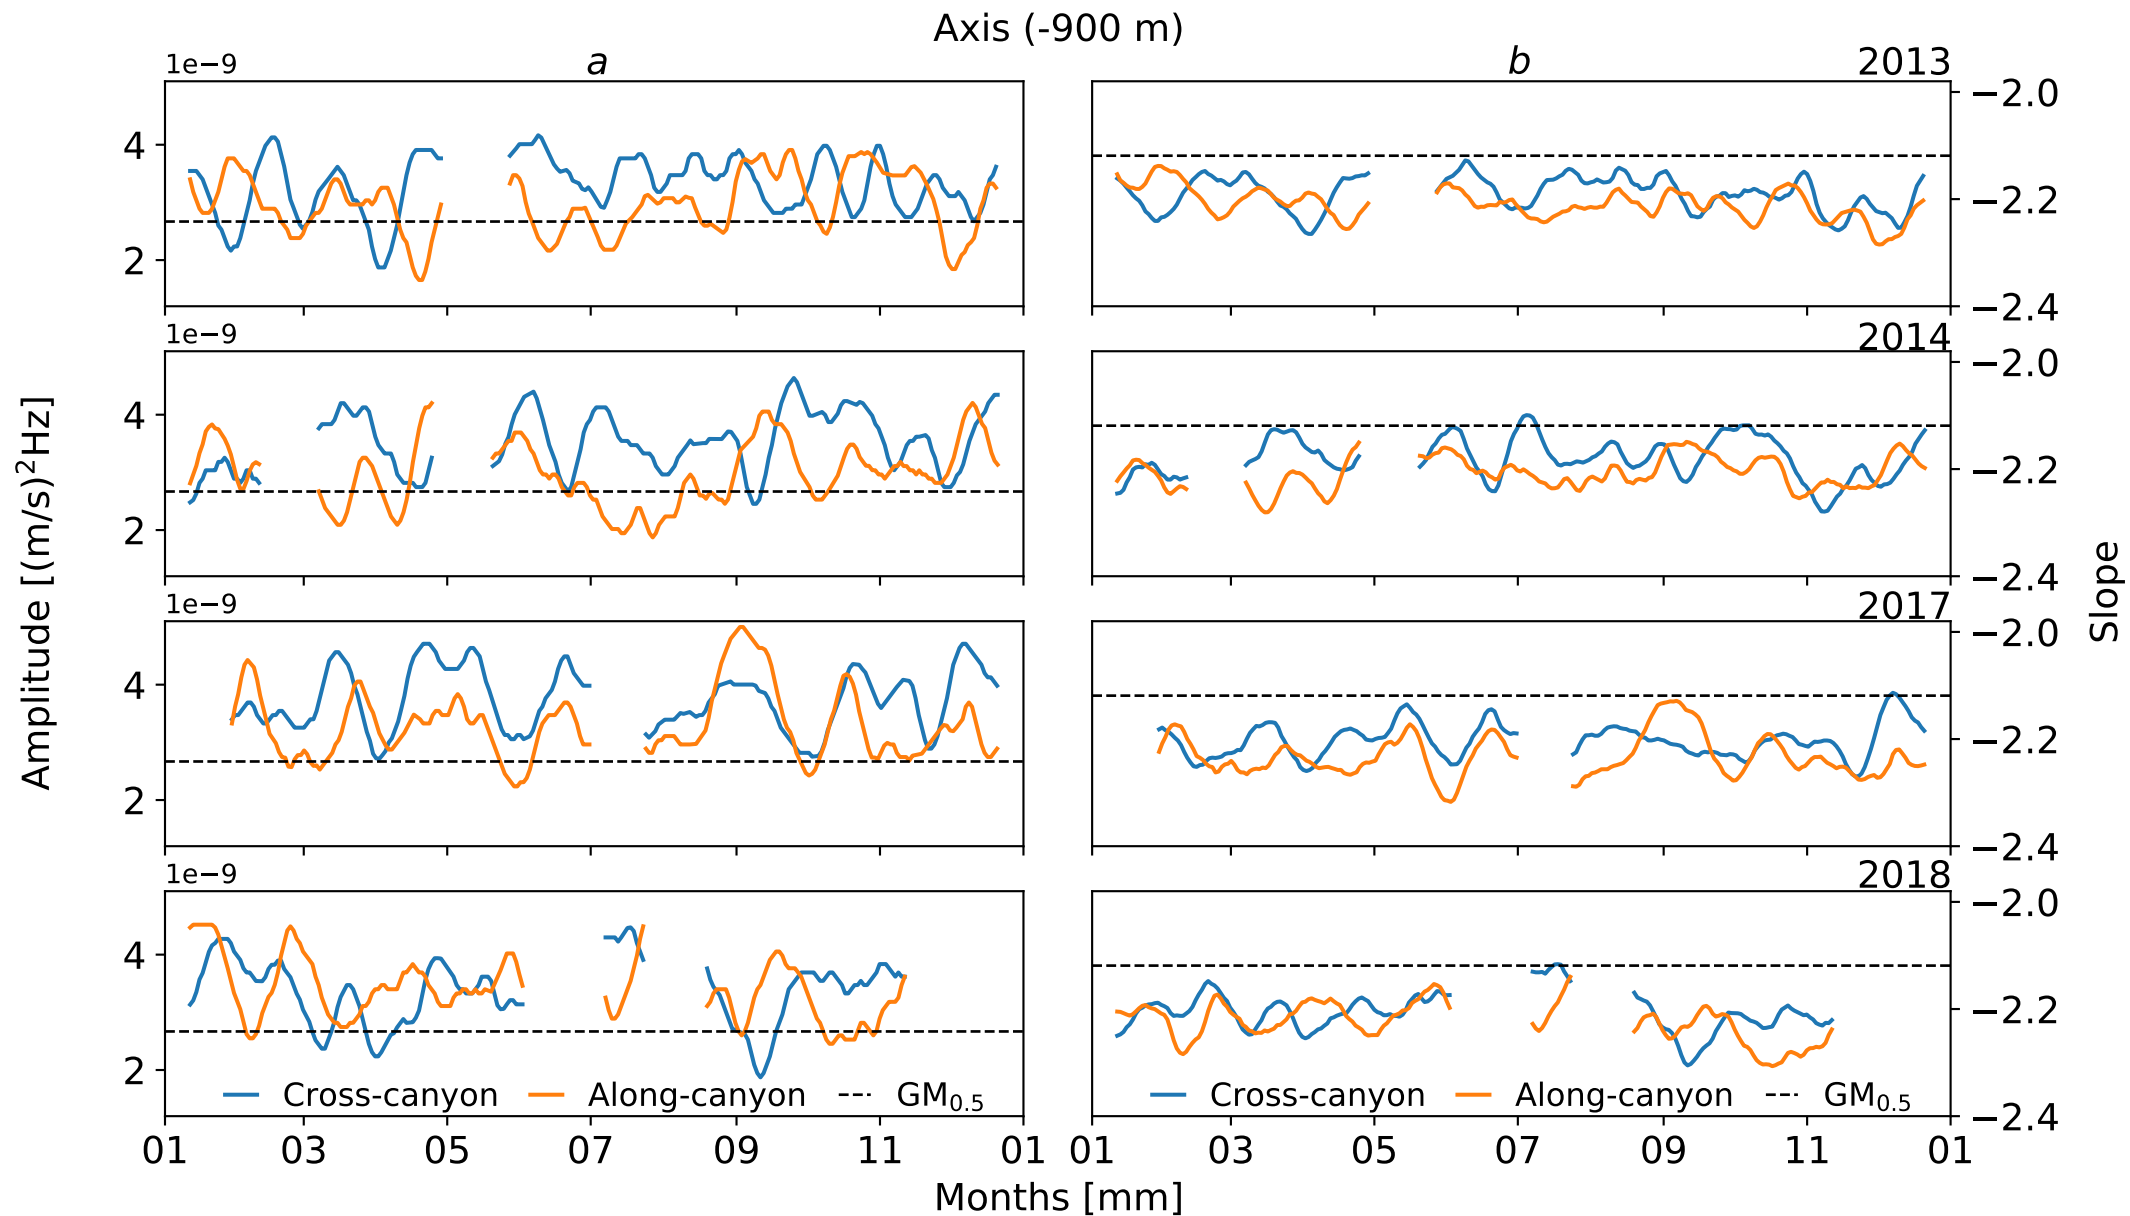 Axis (-900 m)
a
b
1e−9
2013
4
2
−2.0
−2.2
−2.4
1e−9
2014
4
2
−2.0
−2.2
−2.4
1e−9
2017
4
2
−2.0
−2.2
−2.4
1e−9
2018
4
2
−2.0
−2.2
−2.4
Amplitude [(m/s)²Hz]
Slope
Cross-canyon Along-canyon GM₀.₅
Cross-canyon Along-canyon GM₀.₅
01 03 05 07 09 11 01
01 03 05 07 09 11 01
Months [mm]